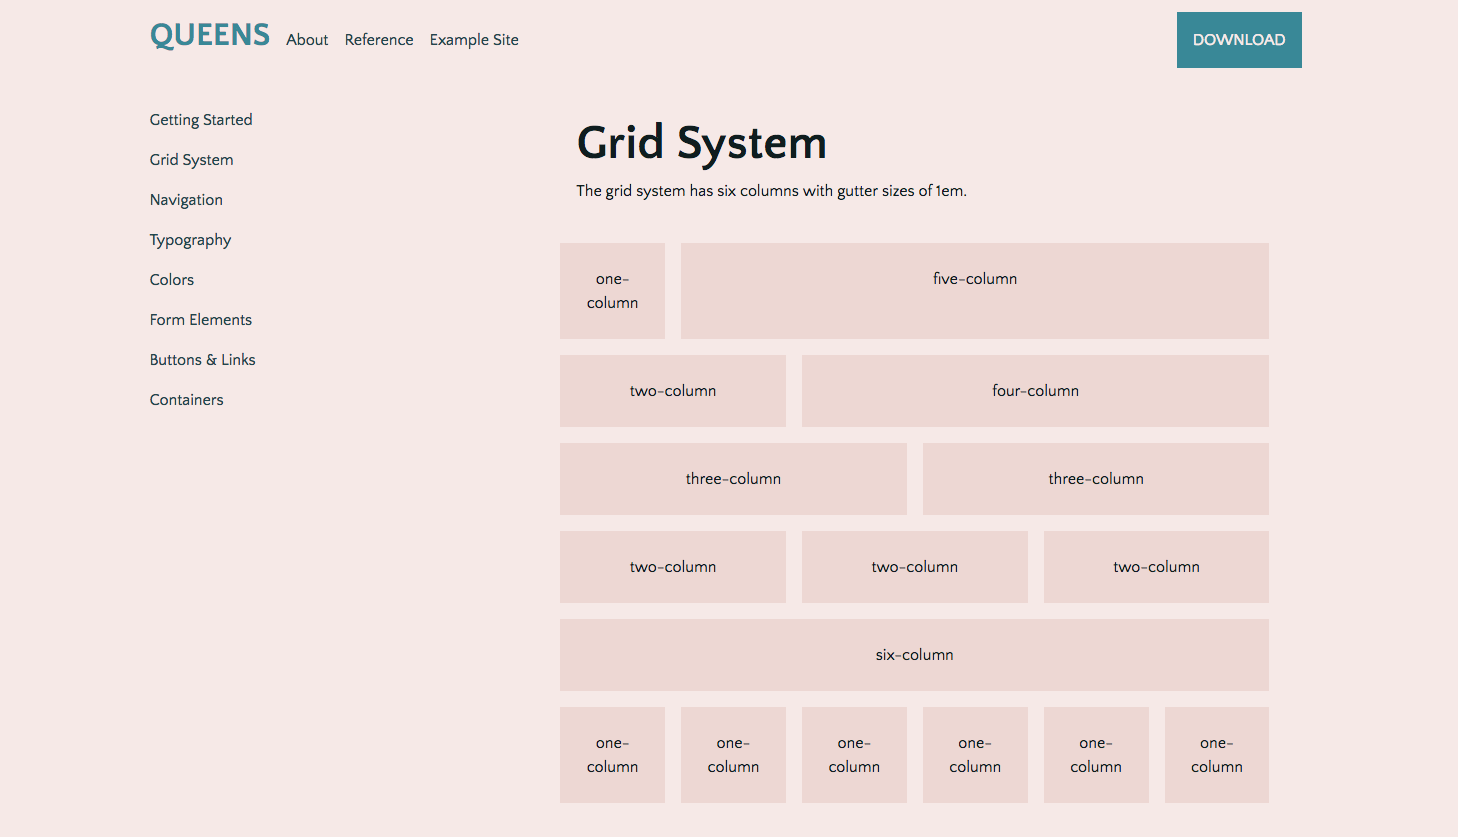 QUEENS About Reference Example Site DOWNLOAD
Getting Started
Grid System
Navigation
Typography
Colors
Form Elements
Buttons & Links
Containers
Grid System
The grid system has six columns with gutter sizes of 1em.
one-
column
five-column
two-column
four-column
three-column
three-column
two-column
two-column
two-column
six-column
one-
column
one-
column
one-
column
one-
column
one-
column
one-
column